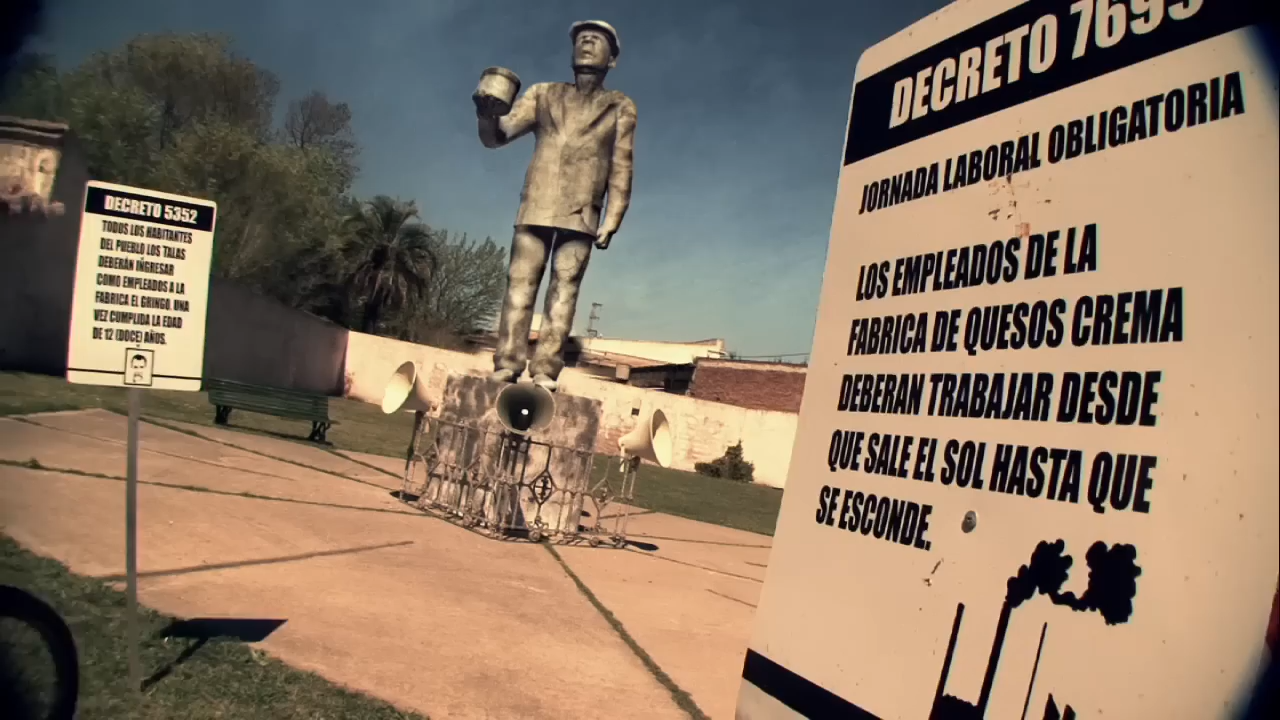 DECRETO 5352
TODOS LOS HABITANTES
DEL PUEBLO LOS TALAS
DEBERÁN INGRESAR
COMO EMPLEADOS A LA
FABRICA EL GRINGO, UNA
VEZ CUMPLIDA LA EDAD
DE 12 (DOCE) AÑOS.
DECRETO 7695
JORNADA LABORAL OBLIGATORIA
LOS EMPLEADOS DE LA
FABRICA DE QUESOS CREMA
DEBERAN TRABAJAR DESDE
QUE SALE EL SOL HASTA QUE
SE ESCONDE.